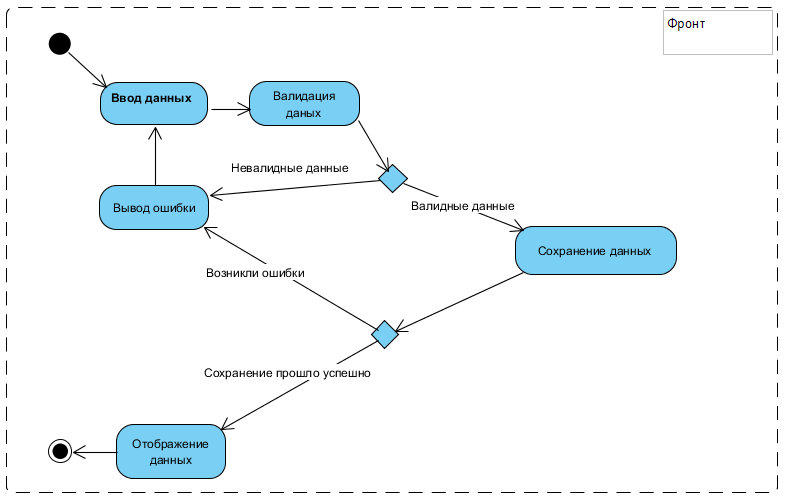 Фронт
Ввод данных
Валидация
даных
Невалидные данные
Валидные данные
Вывод ошибки
Сохранение данных
Возникли ошибки
Сохранение прошло успешно
Отображение
данных